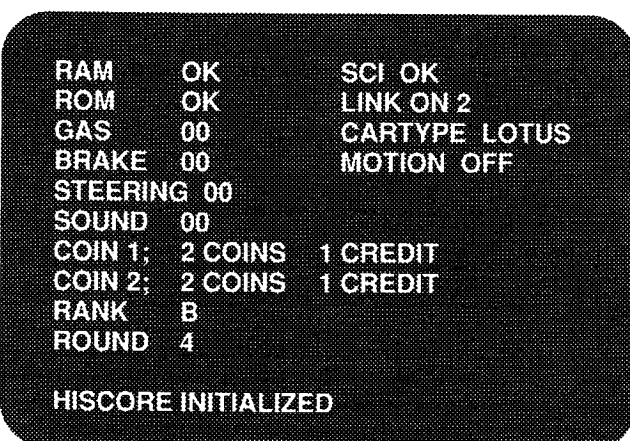 RAM OK SCI OK
ROM OK LINK ON 2
GAS 00 CARTYPE LOTUS
BRAKE 00 MOTION OFF
STEERING 00
SOUND 00
COIN 1; 2 COINS 1 CREDIT
COIN 2; 2 COINS 1 CREDIT
RANK B
ROUND 4
HISCORE INITIALIZED